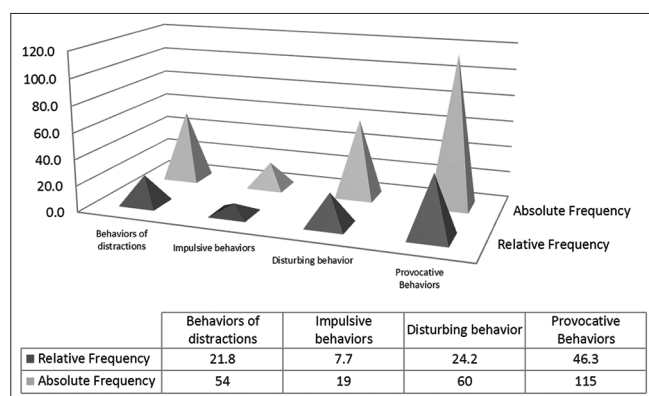 120.0
100.0
80.0
60.0
40.0
20.0
0.0
Behaviors of
distractions
Impulsive behaviors
Disturbing behavior
Provocative
Behaviors
Absolute Frequency
Relative Frequency
Behaviors of distractions Impulsive behaviors Disturbing behavior Provocative Behaviors
Relative Frequency 21.8 7.7 24.2 46.3
Absolute Frequency 54 19 60 115